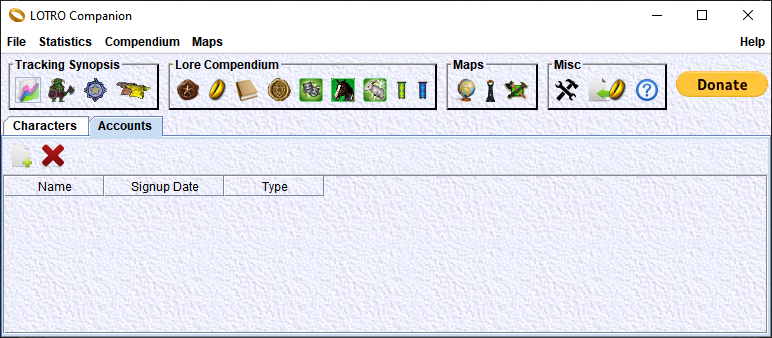 LOTRO Companion
File Statistics Compendium Maps Help
Tracking Synopsis Lore Compendium Maps Misc
Donate
Characters Accounts
Name Signup Date Type